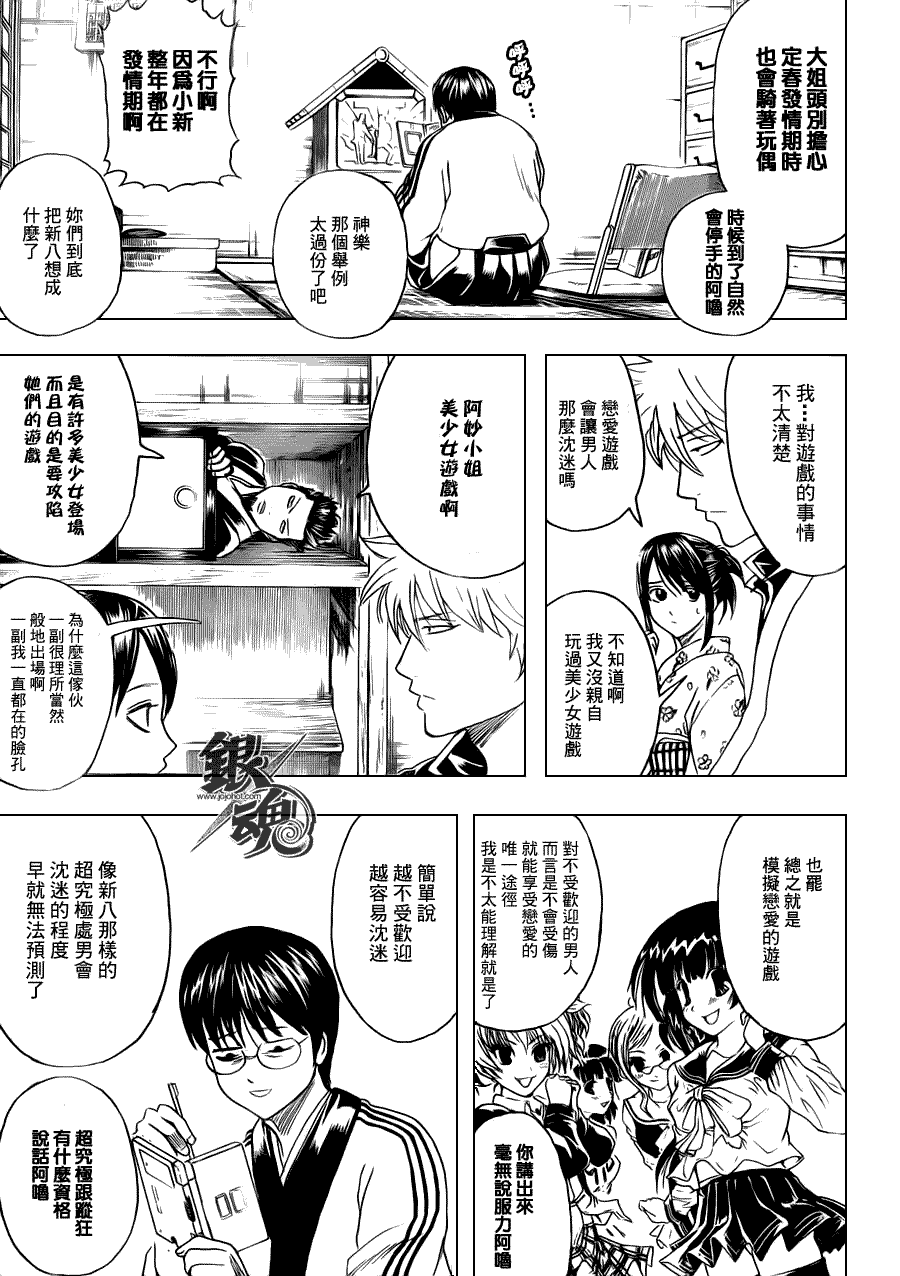 大姐頭別擔心
定春發情期時
也會騎著玩偶
時候到了自然
會停手的阿嚕
呼呼呼…
神樂
那個舉例
太過份了吧
不行啊
因為小新
整年都在
發情期啊
妳們到底
把新八想成
什麼了
我…對遊戲的事情
不太清楚
戀愛遊戲
會讓男人
那麼沈迷嗎
不知道啊
我又沒親自
玩過美少女遊戲
阿妙小姐
美少女遊戲啊
是有許多美少女登場
而且目的是要攻陷
她們的遊戲
為什麼這傢伙
一副很理所當然
般地出場啊
一副我一直都在的臉孔
銀魂
www.jojohot.com
也罷
總之就是
模擬戀愛的遊戲
對不受歡迎的男人
而言是不會受傷
就能享受戀愛的
唯一途徑
我是不太能理解就是了
你講出來
毫無說服力阿嚕
簡單說
越不受歡迎
越容易沈迷
像新八那樣的
超究極處男會
沈迷的程度
早就無法預測了
超究極跟蹤狂
有什麼資格
說話阿嚕